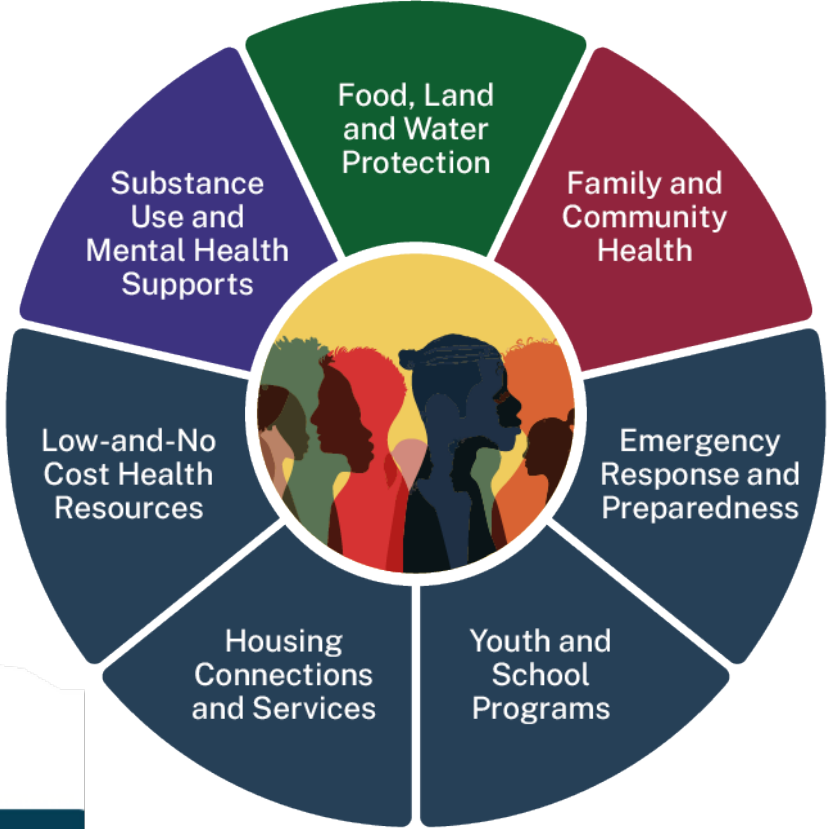 Food, Land
and Water
Protection
Family and
Community
Health
Emergency
Response and
Preparedness
Youth and
School
Programs
Housing
Connections
and Services
Low-and-No
Cost Health
Resources
Substance
Use and
Mental Health
Supports